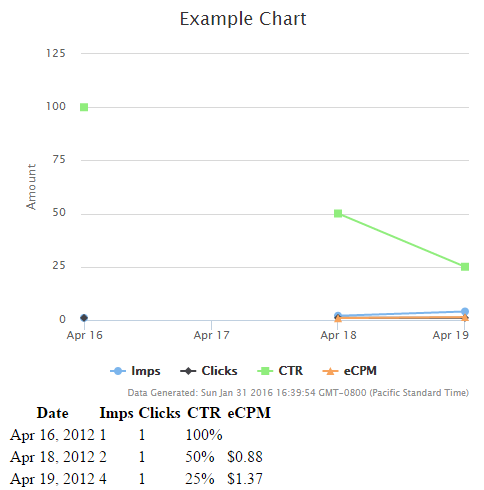 Example Chart
125
100
75
50
25
0
Amount
Apr 16 Apr 17 Apr 18 Apr 19
Imps Clicks CTR eCPM
Data Generated: Sun Jan 31 2016 16:39:54 GMT-0800 (Pacific Standard Time)
Date Imps Clicks CTR eCPM
Apr 16, 2012 1 1 100%
Apr 18, 2012 2 1 50% $0.88
Apr 19, 2012 4 1 25% $1.37